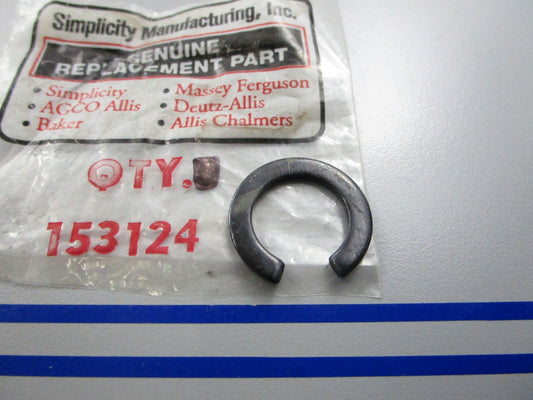 Simplicity Manufacturing, Inc.
GENUINE
REPLACEMENT PART
• Simplicity
• Massey Ferguson
• AGCO Allis
• Deutz-Allis
• Baker
• Allis Chalmers
QTY.
153124